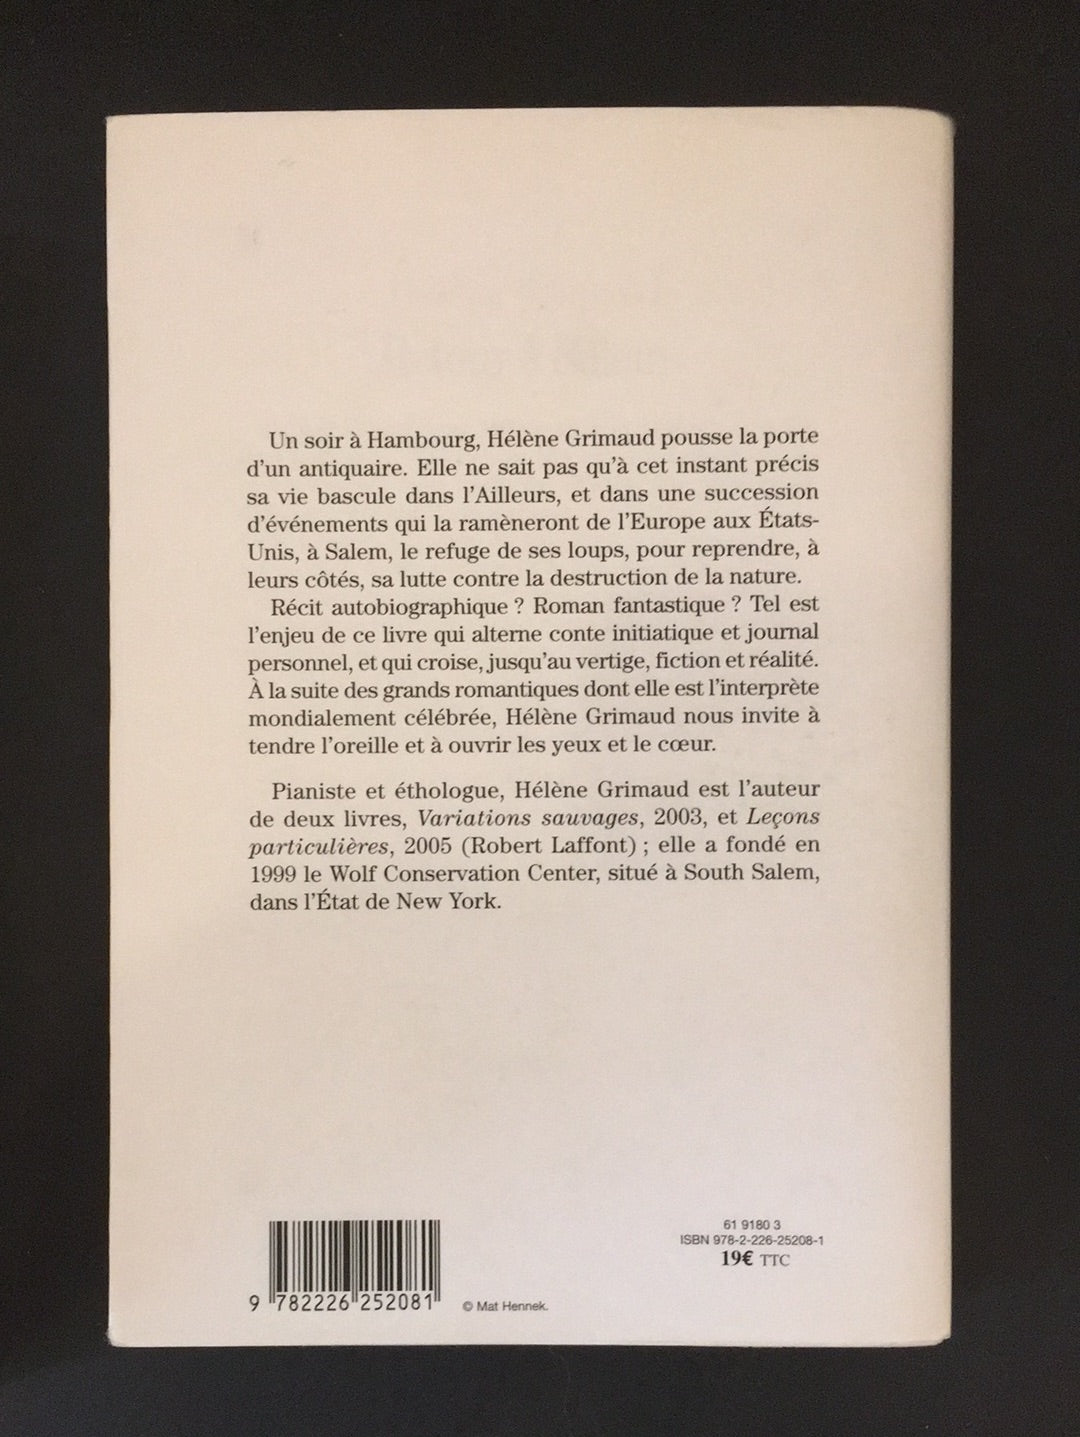 Un soir à Hambourg, Hélène Grimaud pousse la porte
d'un antiquaire. Elle ne sait pas qu'à cet instant précis
sa vie bascule dans l'Ailleurs, et dans une succession
d'événements qui la ramèneront de l'Europe aux États-
Unis, à Salem, le refuge de ses loups, pour reprendre, à
leurs côtés, sa lutte contre la destruction de la nature.
Récit autobiographique ? Roman fantastique ? Tel est
l'enjeu de ce livre qui alterne conte initiatique et journal
personnel, et qui croise, jusqu'au vertige, fiction et réalité.
À la suite des grands romantiques dont elle est l'interprète
mondialement célébrée, Hélène Grimaud nous invite à
tendre l'oreille et à ouvrir les yeux et le cœur.
Pianiste et éthologue, Hélène Grimaud est l'auteur
de deux livres, Variations sauvages, 2003, et Leçons
particulières, 2005 (Robert Laffont) ; elle a fondé en
1999 le Wolf Conservation Center, situé à South Salem,
dans l'État de New York.
61 9180 3
ISBN 978-2-226-25208-1
19€ TTC
9 782226 252081
© Mat Hennek.